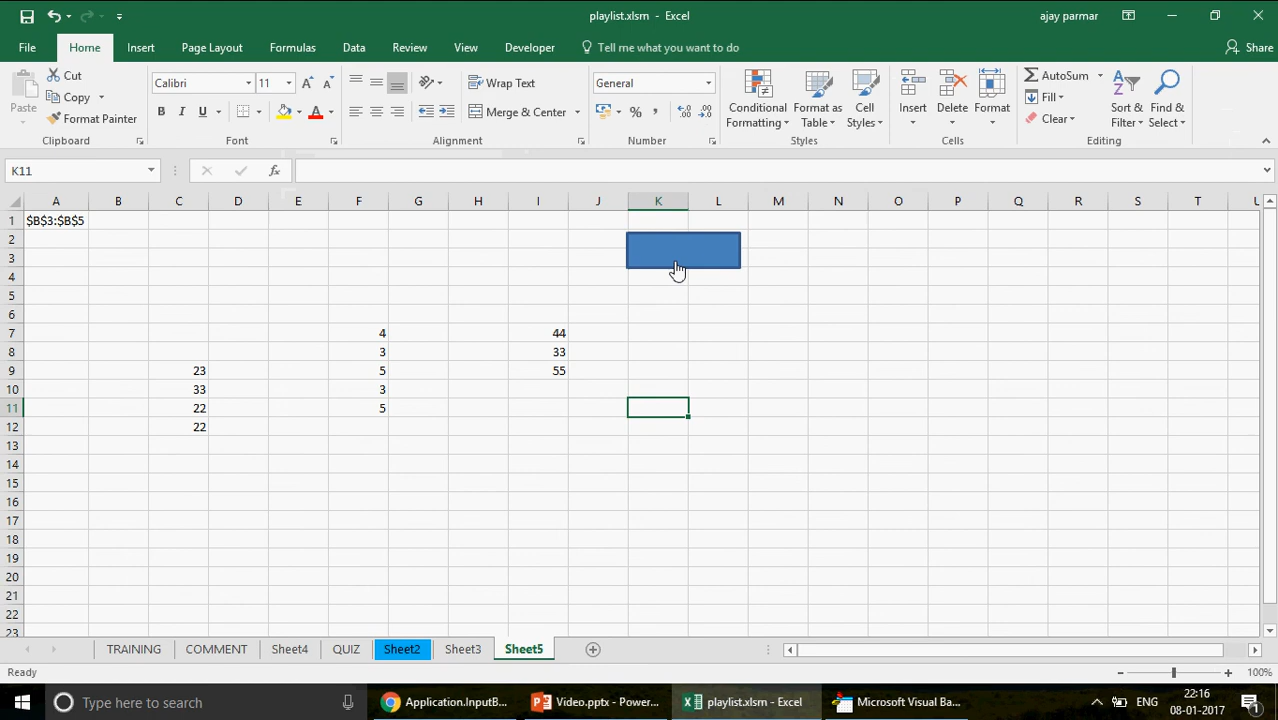 playlist.xlsm - Excel
ajay parmar
File Home Insert Page Layout Formulas Data Review View Developer Tell me what you want to do Share
Paste
Cut
Copy
Format Painter
Clipboard
Calibri 11
B I U
Font
Wrap Text
Merge & Center
Alignment
General
Number
Conditional Formatting
Format as Table
Cell Styles
Styles
Insert
Delete
Format
Cells
AutoSum
Fill
Clear
Sort & Filter
Find & Select
Editing
K11
fx
A B C D E F G H I J K L M N O P Q R S T U
1 $B$3:$B$5
2
3
4
5
6
7 4 44
8 3 33
9 23 5 55
10 33 3
11 22 5
12 22
13
14
15
16
17
18
19
20
21
22
23
TRAINING COMMENT Sheet4 QUIZ Sheet2 Sheet3 Sheet5
Ready 100%
Type here to search
Application.InputB...
Video.pptx - Power...
playlist.xlsm - Excel
Microsoft Visual Ba...
ENG
22:16
08-01-2017